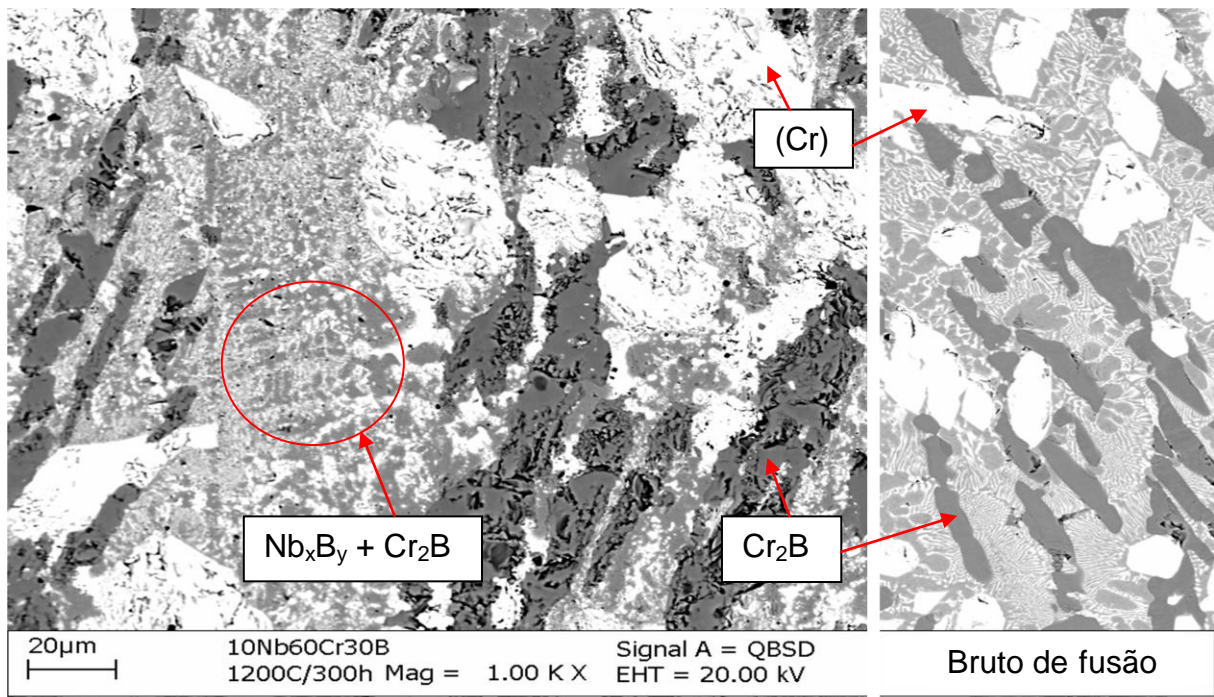 (Cr)
Nb_xB_y + Cr₂B
Cr₂B
20µm
10Nb60Cr30B
1200C/300h Mag = 1.00 K X
Signal A = QBSD
EHT = 20.00 kV
Bruto de fusão